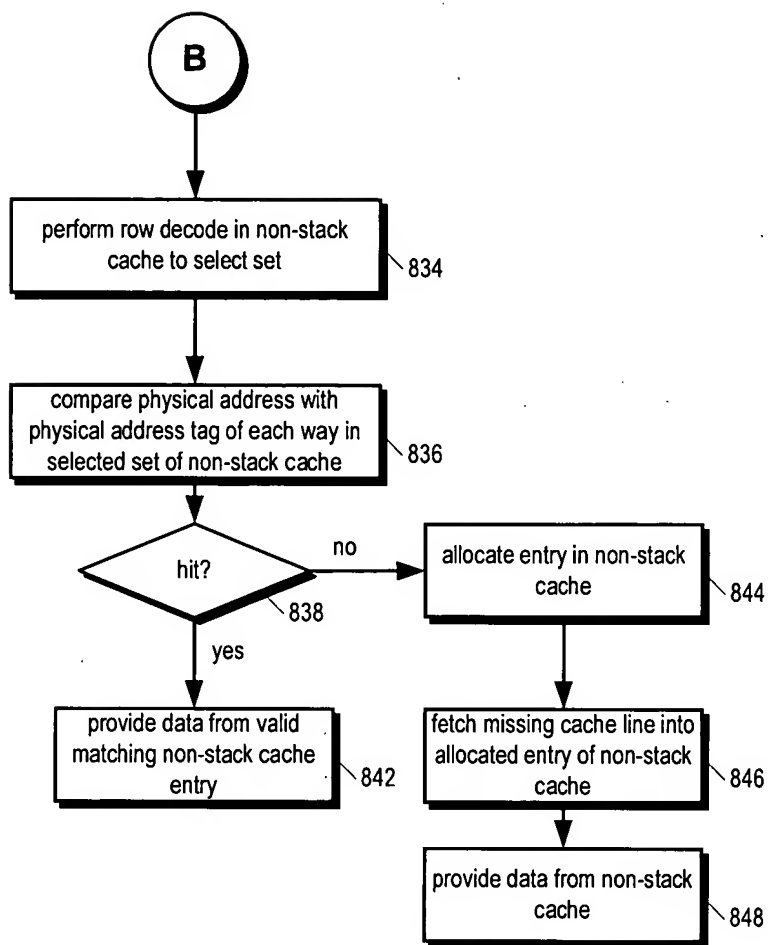 B
perform row decode in non-stack
cache to select set
834
compare physical address with
physical address tag of each way in
selected set of non-stack cache
836
hit?
838
no
yes
allocate entry in non-stack
cache
844
provide data from valid
matching non-stack cache
entry
842
fetch missing cache line into
allocated entry of non-stack
cache
846
provide data from non-stack
cache
848